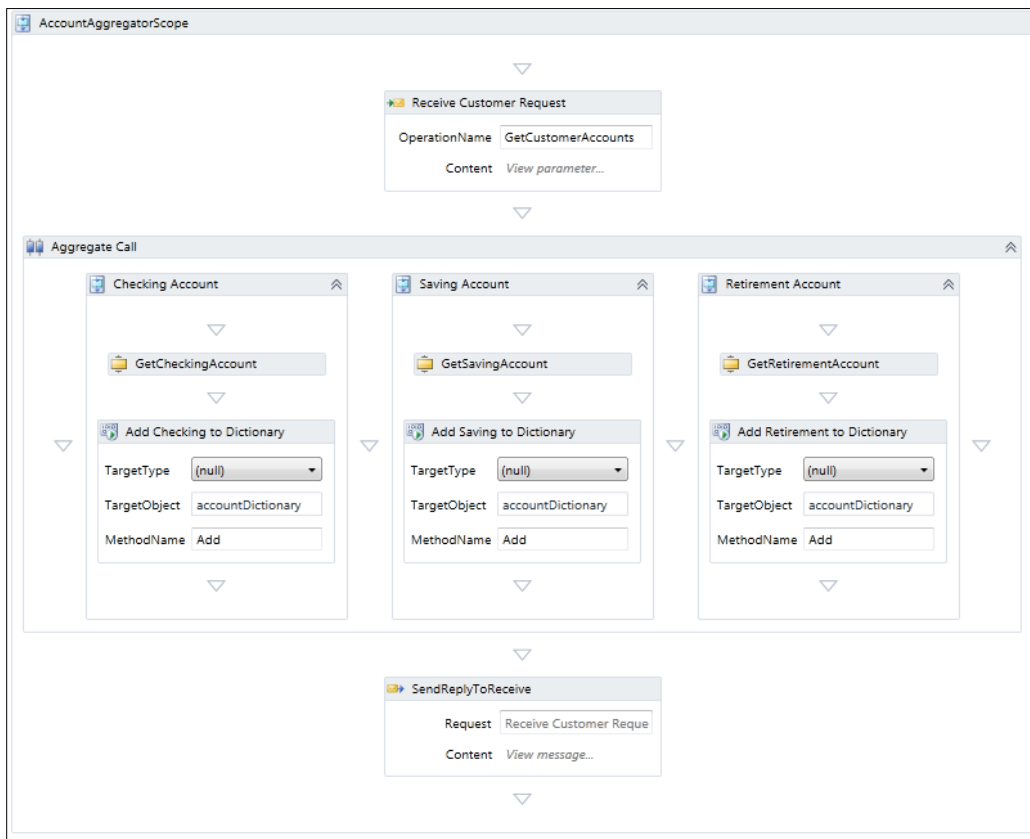 AccountAggregatorScope
Receive Customer Request
OperationName GetCustomerAccounts
Content View parameter...
Aggregate Call
Checking Account
GetCheckingAccount
Add Checking to Dictionary
TargetType (null)
TargetObject accountDictionary
MethodName Add
Saving Account
GetSavingAccount
Add Saving to Dictionary
TargetType (null)
TargetObject accountDictionary
MethodName Add
Retirement Account
GetRetirementAccount
Add Retirement to Dictionary
TargetType (null)
TargetObject accountDictionary
MethodName Add
SendReplyToReceive
Request Receive Customer Reque
Content View message...